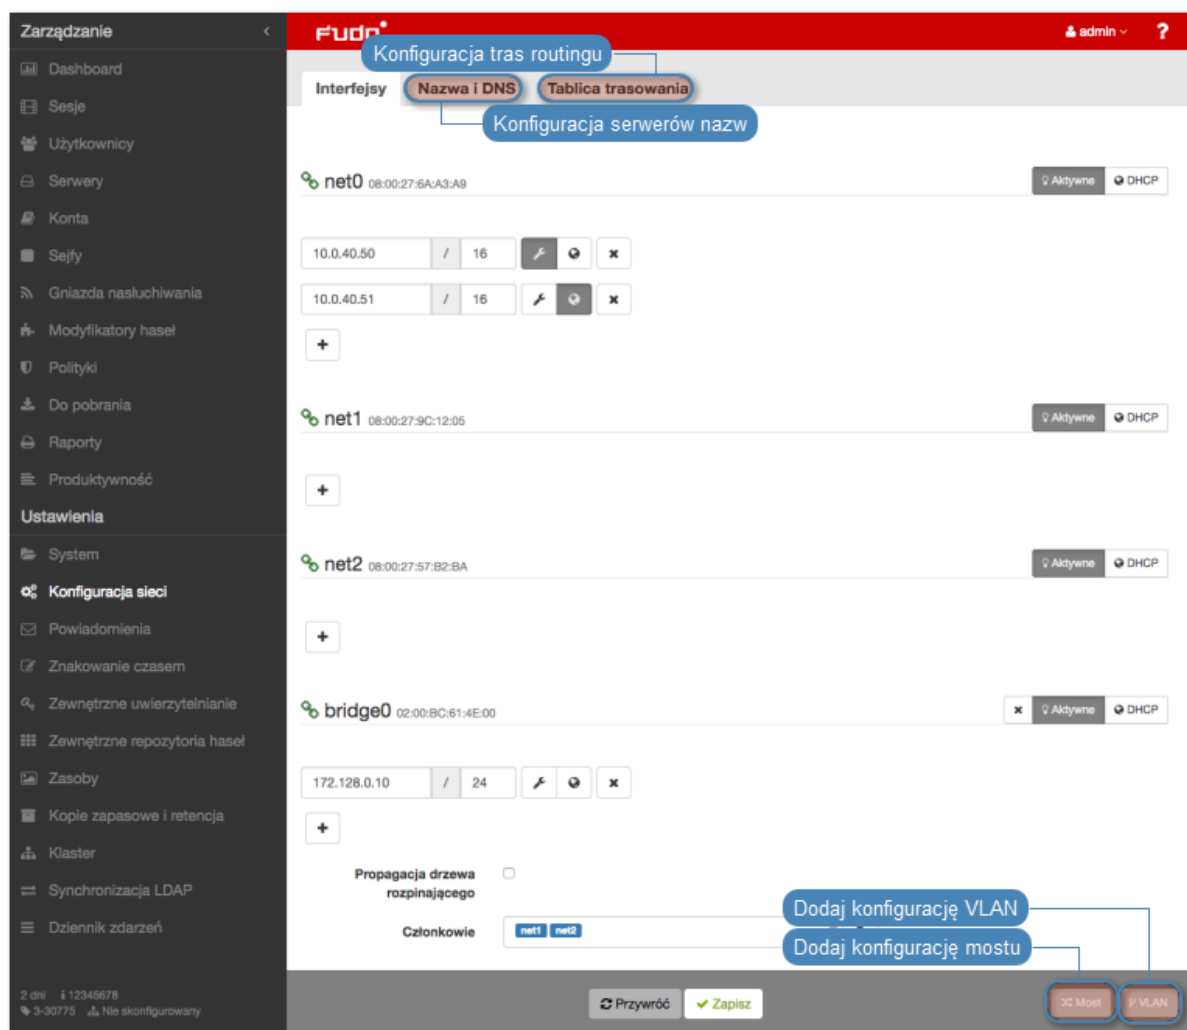 Zarządzanie
Dashboard
Sesje
Użytkownicy
Serwery
Konta
Sejfy
Gniazda nasłuchiwania
Modyfikatory haseł
Polityki
Do pobrania
Raporty
Produktywność
Ustawienia
System
Konfiguracja sieci
Powiadomienia
Znakowanie czasem
Zewnętrzne uwierzytelnianie
Zewnętrzne repozytoria haseł
Zasoby
Kopie zapasowe i retencja
Klaster
Synchronizacja LDAP
Dziennik zdarzeń
2 dni 12345678
3-30775 Nie skonfigurowany
admin ?
Konfiguracja tras routingu
Interfejsy Nazwa i DNS Tablica trasowania
Konfiguracja serwerów nazw
net0 08:00:27:6A:A3:A9 Aktywne DHCP
10.0.40.50 / 16
10.0.40.51 / 16
net1 08:00:27:9C:12:05 Aktywne DHCP
net2 08:00:27:57:B2:BA Aktywne DHCP
bridge0 02:00:BC:61:4E:00 Aktywne DHCP
172.128.0.10 / 24
Propagacja drzewa
rozpinającego
Członkowie net1 net2
Dodaj konfigurację VLAN
Dodaj konfigurację mostu
Przywróć Zapisz Most VLAN